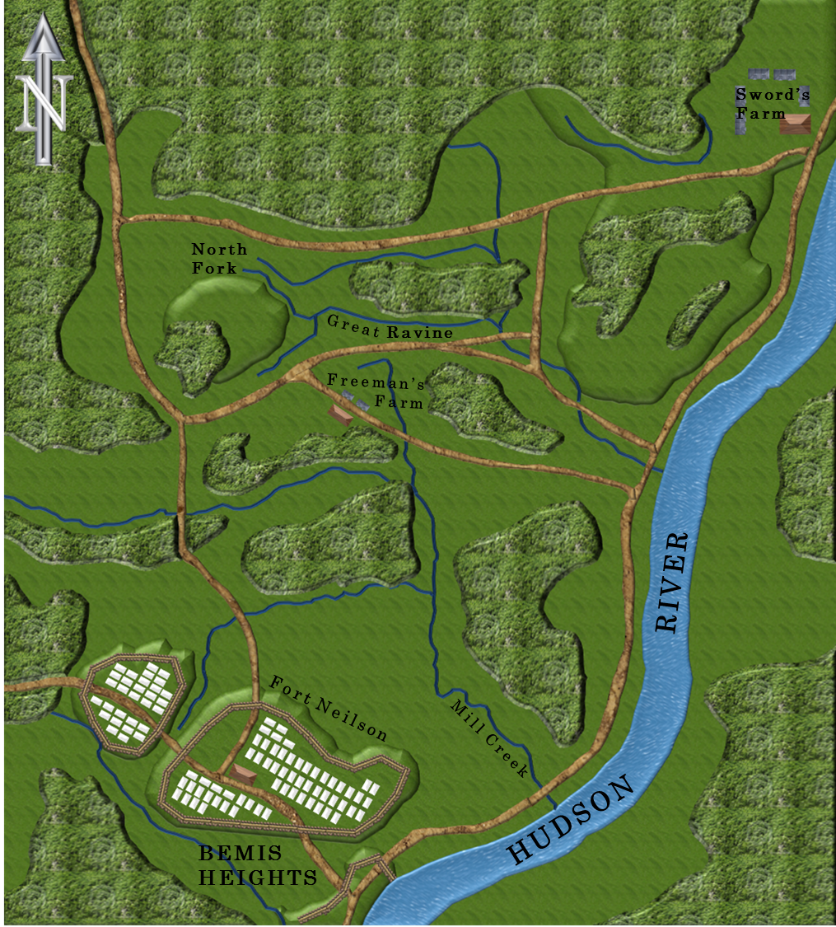 N
Sword's
Farm
North
Fork
Great Ravine
Freeman's
Farm
RIVER
Fort Neilson
Mill Creek
HUDSON
BEMIS
HEIGHTS